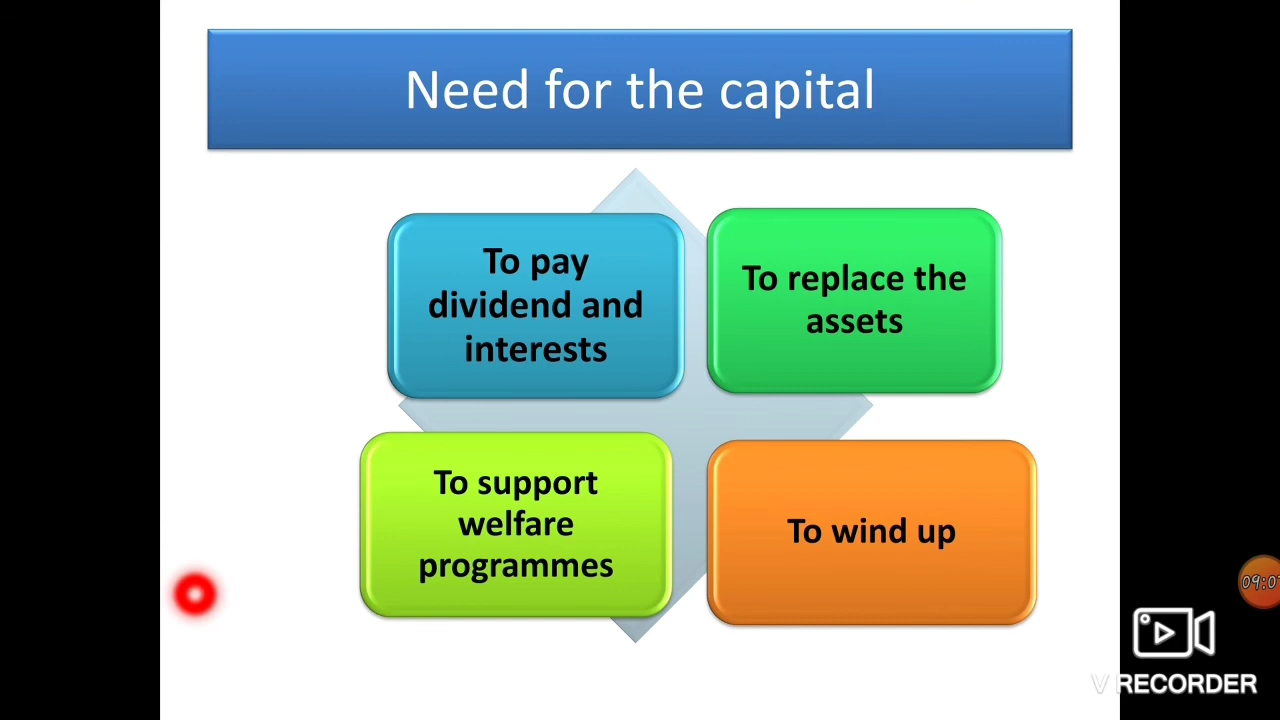 Need for the capital
To pay
dividend and
interests
To replace the
assets
To support
welfare
programmes
To wind up
V RECORDER